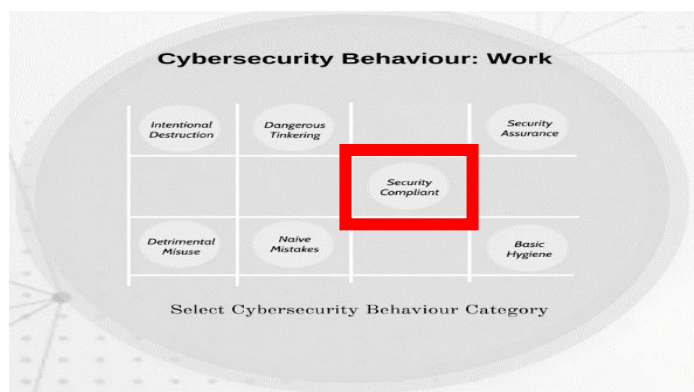 Cybersecurity Behaviour: Work
Intentional
Destruction
Dangerous
Tinkering
Security
Assurance
Security
Compliant
Detrimental
Misuse
Naive
Mistakes
Basic
Hygiene
Select Cybersecurity Behaviour Category